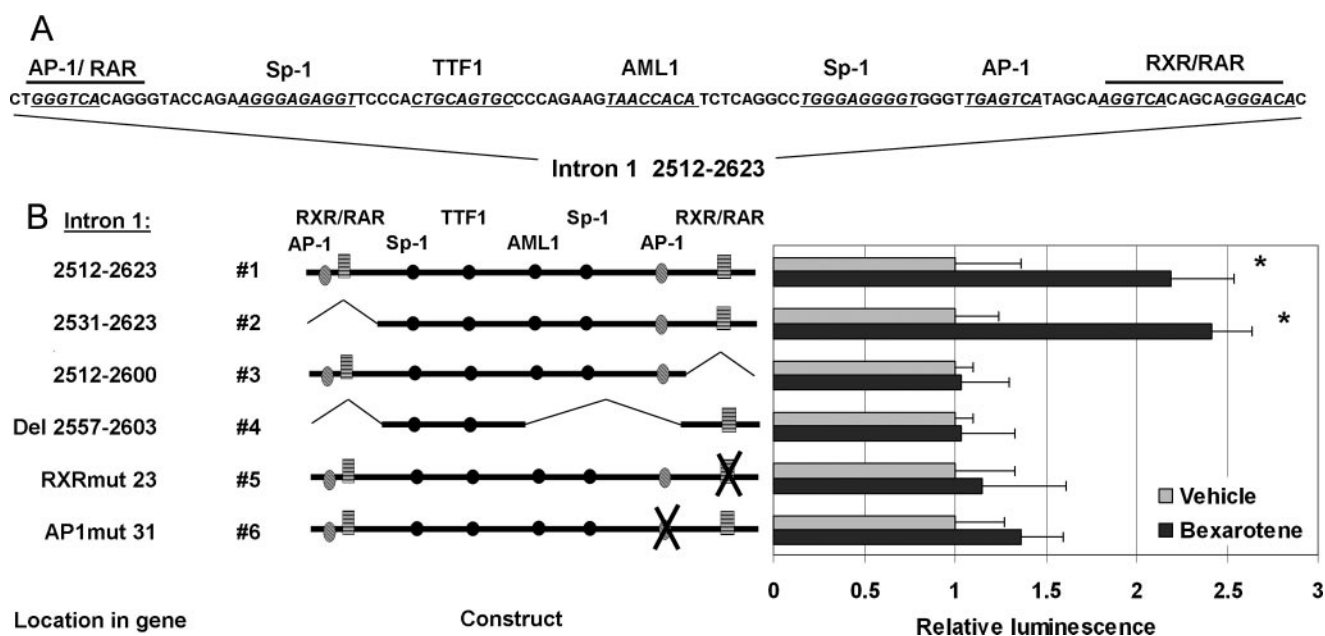 A
AP-1/ RAR Sp-1 TTF1 AML1 Sp-1 AP-1 RXR/RAR
CTGGGTCACAGGGTACCAGAAGGGAGAGGTTCCCACTGCAGTGCCCCAGAAGTAACCACATCTCAGGCCTGGGAGGGGTGGGTTGAGTCATAGCAAGGTCACAGCAGGGACAC
Intron 1 2512-2623
B Intron 1:
RXR/RAR TTF1 Sp-1 RXR/RAR
AP-1 Sp-1 AML1 AP-1
2512-2623 #1 *
2531-2623 #2 *
2512-2600 #3
Del 2557-2603 #4
RXRmut 23 #5
AP1mut 31 #6
Vehicle
Bexarotene
0 0.5 1 1.5 2 2.5 3
Location in gene Construct Relative luminescence